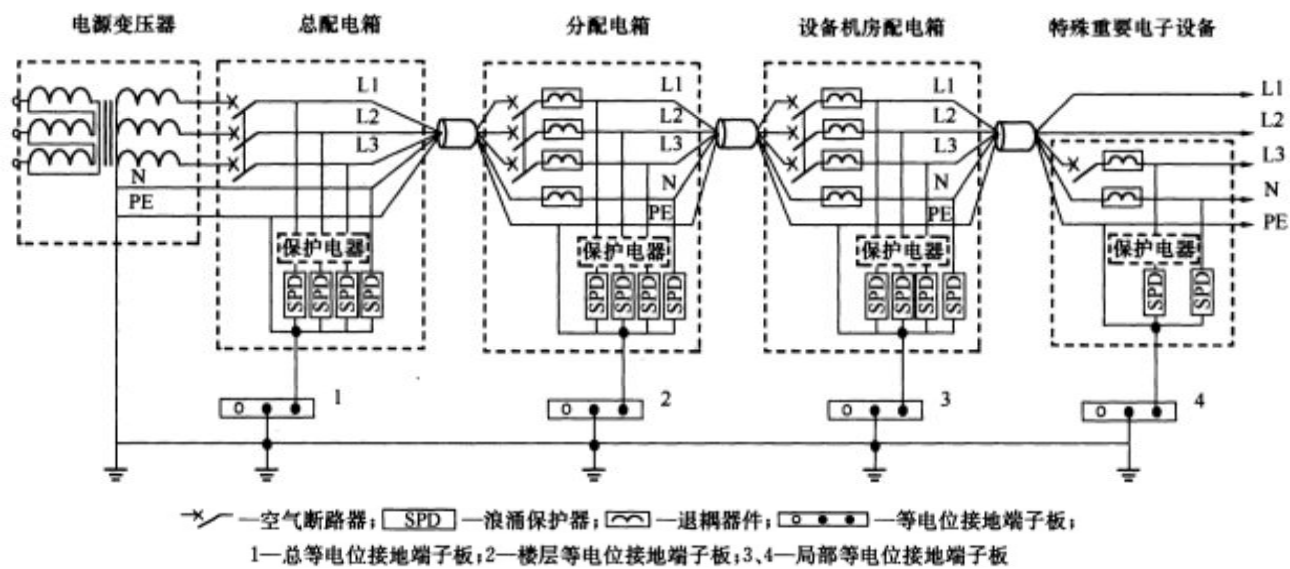 电源变压器 总配电箱 分配电箱 设备机房配电箱 特殊重要电子设备
L1 L1 L1 L1
L2 L2 L2 L2
L3 L3 L3 L3
N N N N
PE PE PE PE
保护电器 保护电器 保护电器 保护电器
SPD SPD SPD SPD SPD SPD SPD SPD SPD SPD SPD SPD SPD SPD
1 2 3 4
—空气断路器; SPD —浪涌保护器; —退耦器件; —等电位接地端子板;
1—总等电位接地端子板;2—楼层等电位接地端子板;3、4—局部等电位接地端子板